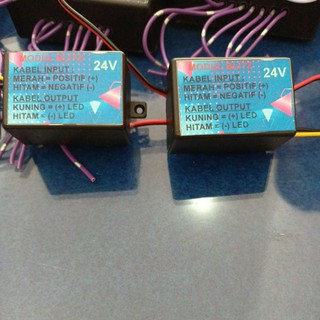 24V
KABEL INPUT :
MERAH = POSITIF (+)
HITAM = NEGATIF (-)
KABEL OUTPUT
KUNING = (+) LED
HITAM = (-) LED
24V
KABEL INPUT :
MERAH = POSITIF (+)
HITAM = NEGATIF (-)
KABEL OUTPUT
KUNING = (+) LED
HITAM = (-) LED